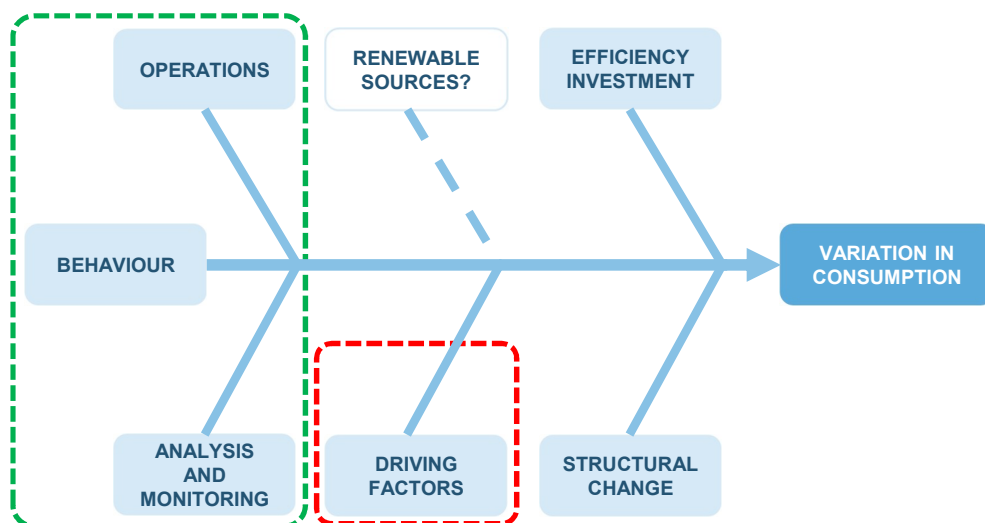 OPERATIONS
RENEWABLE
SOURCES?
EFFICIENCY
INVESTMENT
BEHAVIOUR
VARIATION IN
CONSUMPTION
ANALYSIS
AND
MONITORING
DRIVING
FACTORS
STRUCTURAL
CHANGE